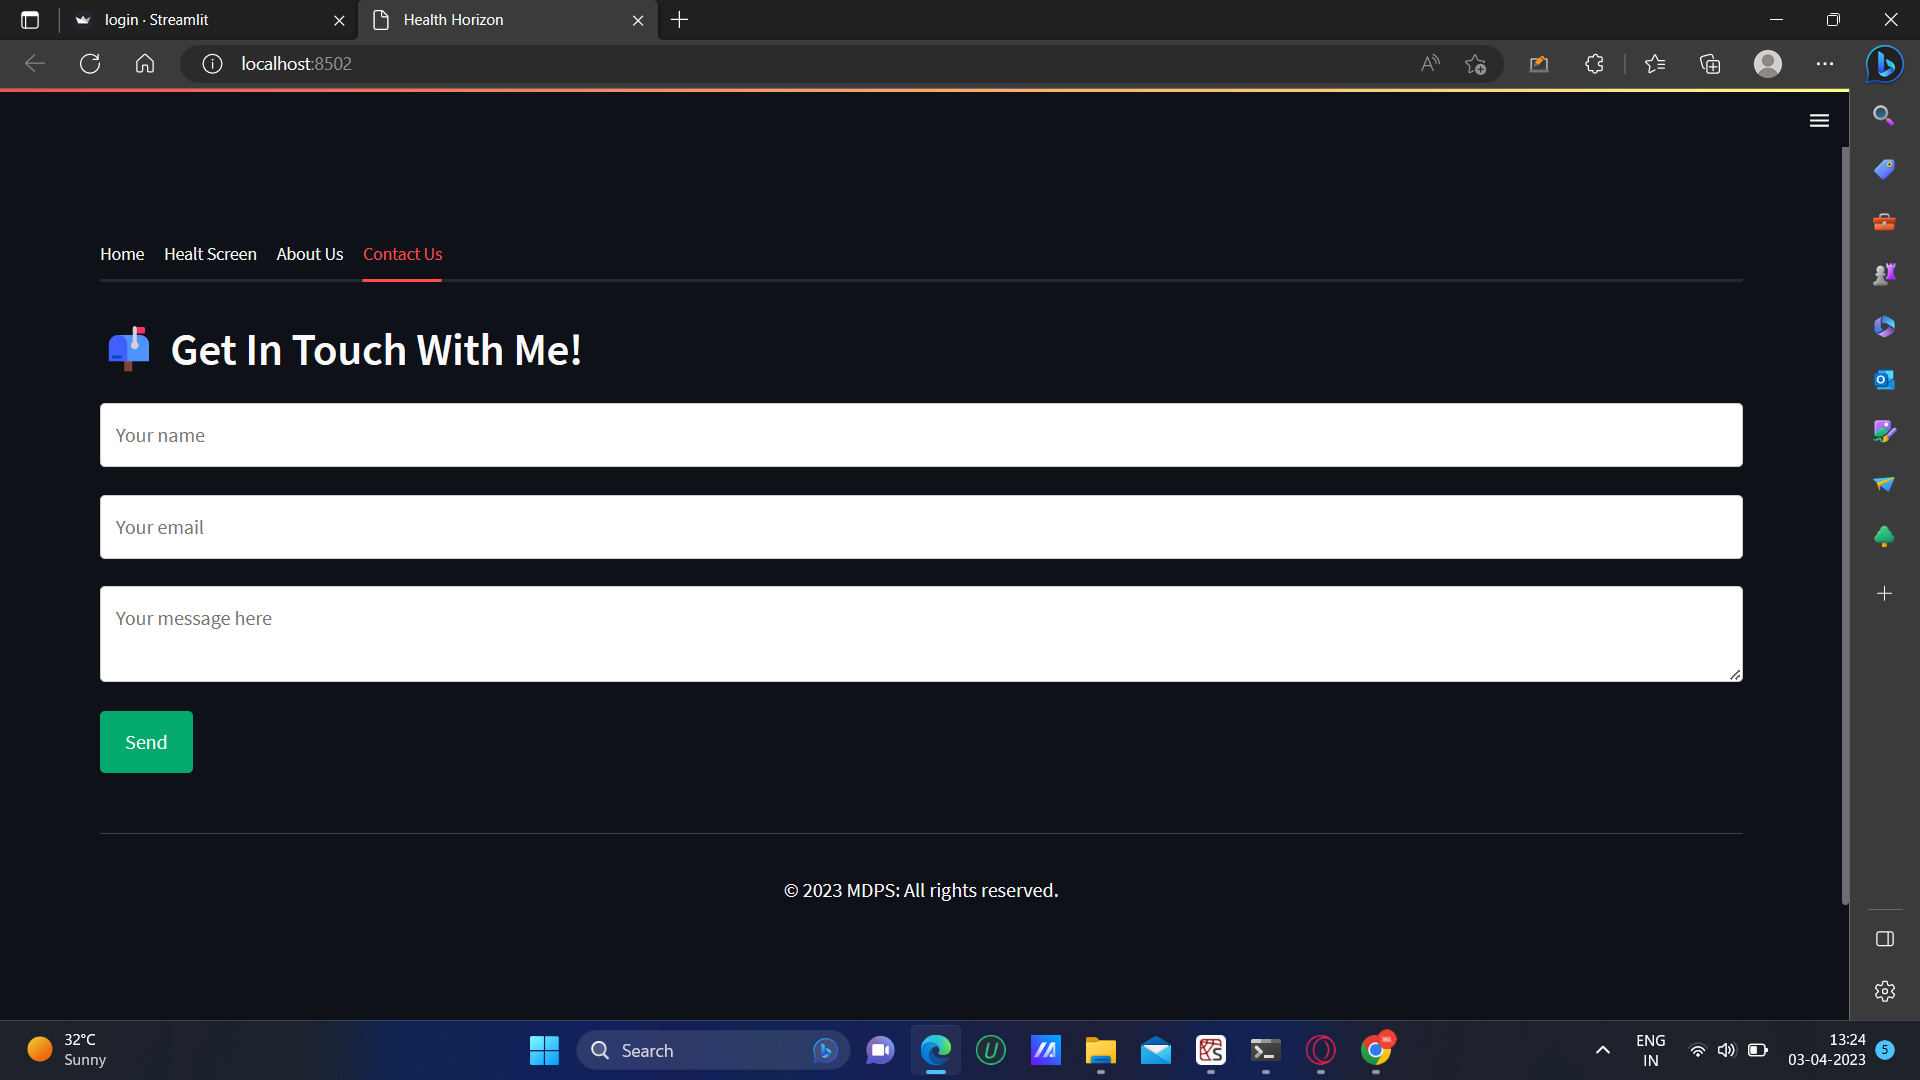 login · Streamlit
Health Horizon
localhost:8502
Home Healt Screen About Us Contact Us
Get In Touch With Me!
Your name
Your email
Your message here
Send
© 2023 MDPS: All rights reserved.
32°C
Sunny
Search
ENG
IN
13:24
03-04-2023
5